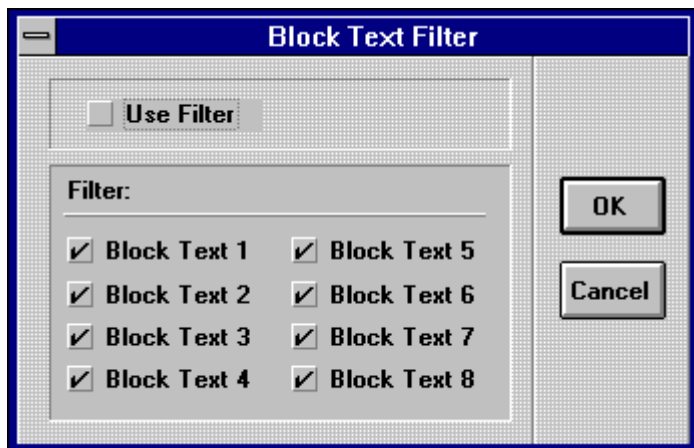 Block Text Filter
Use Filter
Filter:
Block Text 1
Block Text 2
Block Text 3
Block Text 4
Block Text 5
Block Text 6
Block Text 7
Block Text 8
OK
Cancel